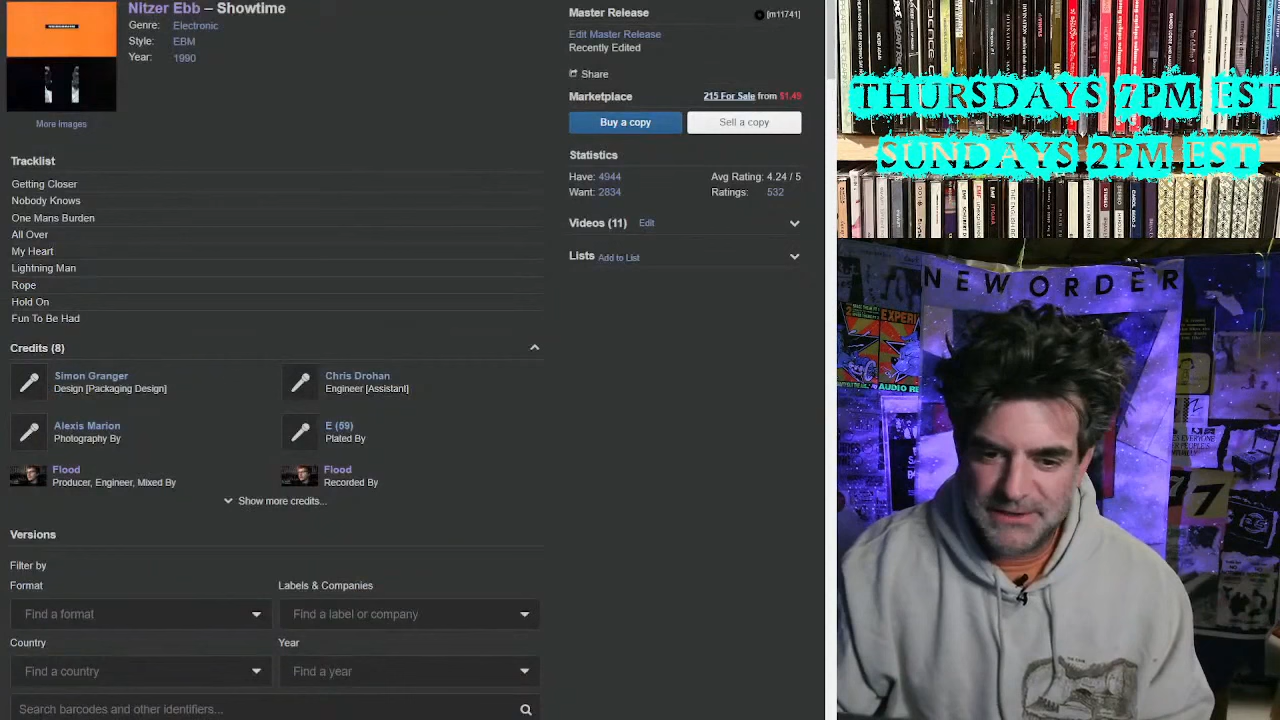 Nitzer Ebb – Showtime
Genre: Electronic
Style: EBM
Year: 1990
More images
Tracklist
Getting Closer
Nobody Knows
One Mans Burden
All Over
My Heart
Lightning Man
Rope
Hold On
Fun To Be Had
Credits (8)
Simon Granger
Design [Packaging Design]
Chris Drohan
Engineer [Assistant]
Alexis Marion
Photography By
E (59)
Plated By
Flood
Producer, Engineer, Mixed By
Flood
Recorded By
Show more credits...
Versions
Filter by
Format
Labels & Companies
Find a format
Find a label or company
Country
Year
Find a country
Find a year
Search barcodes and other identifiers...
Master Release
[m11741]
Edit Master Release
Recently Edited
Share
Marketplace
215 For Sale from $1.49
Buy a copy
Sell a copy
Statistics
Have: 4944
Avg Rating: 4.24 / 5
Want: 2834
Ratings: 532
Videos (11) Edit
Lists Add to List
THURSDAYS 7PM EST
SUNDAYS 2PM EST
NEW ORDER
EXPERI
AUDIO RE
7